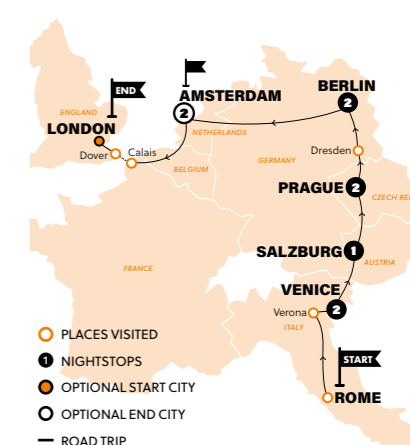 END
AMSTERDAM
2
BERLIN
2
ENGLAND
LONDON
NETHERLANDS
Dover
Calais
Dresden
BELGIUM
GERMANY
PRAGUE
2
CZECH RE
SALZBURG
1
AUSTRIA
FRANCE
VENICE
2
Verona
ITALY
START
ROME
PLACES VISITED
1 NIGHTSTOPS
OPTIONAL START CITY
OPTIONAL END CITY
ROAD TRIP